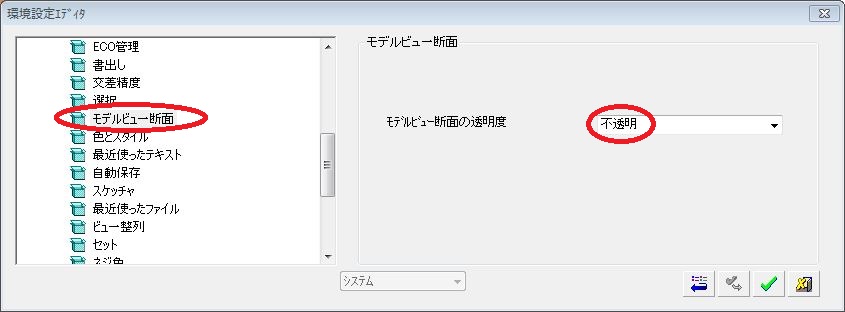 環境設定ｴﾃﾞｨﾀ
ECO管理
書出し
交差精度
選択
モデルビュー断面
色とスタイル
最近使ったテキスト
自動保存
スケッチャ
最近使ったファイル
ビュー整列
セット
ネジ色
モデルビュー断面
ﾓﾃﾞﾙﾋﾞｭｰ断面の透明度
不透明
システム